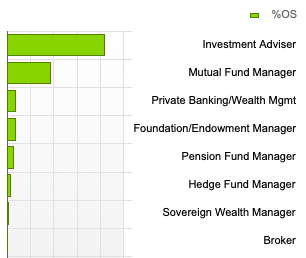 %OS
Investment Adviser
Mutual Fund Manager
Private Banking/Wealth Mgmt
Foundation/Endowment Manager
Pension Fund Manager
Hedge Fund Manager
Sovereign Wealth Manager
Broker